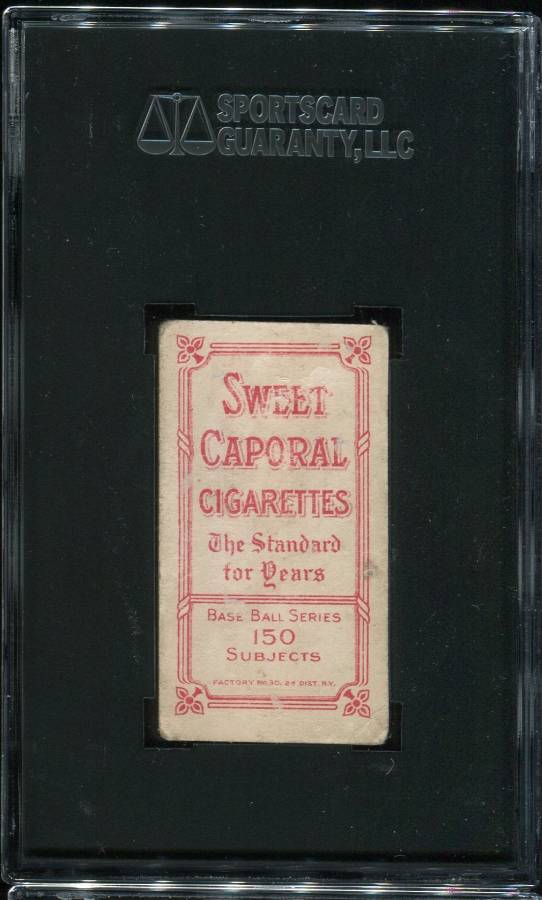 SPORTSCARD
GUARANTY, LLC
SWEET
CAPORAL
CIGARETTES
The Standard
for Years
BASE BALL SERIES
150
SUBJECTS
FACTORY NO. 30, 2D DIST. N.Y.